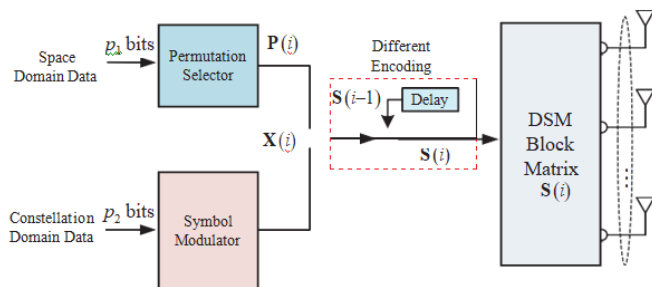 Space
Domain Data
p₁ bits
Permutation
Selector
P(i)
X(i)
Constellation
Domain Data
p₂ bits
Symbol
Modulator
Different
Encoding
S(i−1)
Delay
S(i)
DSM
Block
Matrix
S(i)